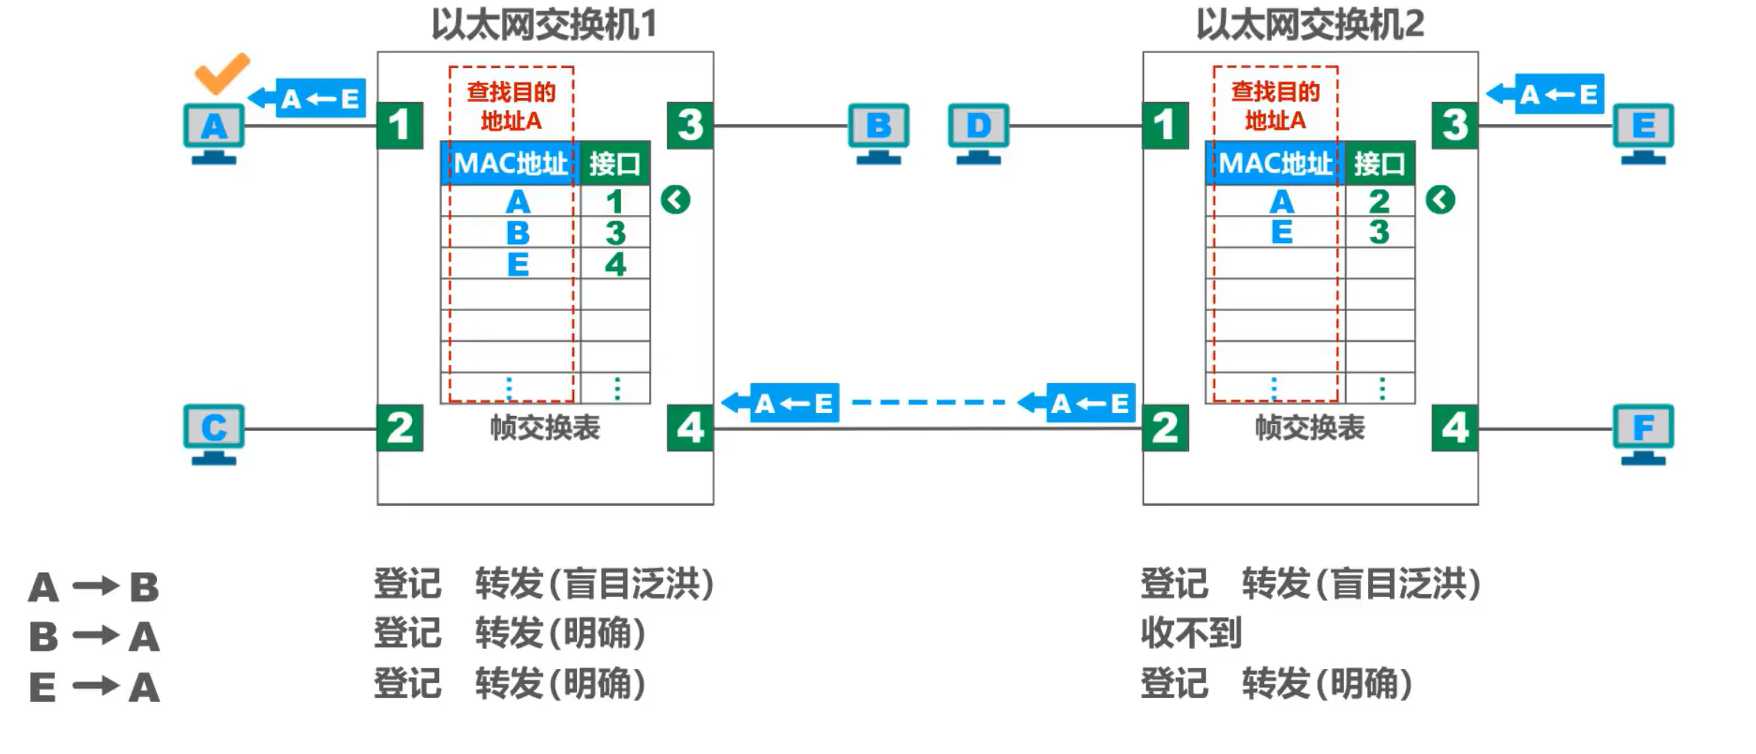 以太网交换机1
以太网交换机2
A←E
查找目的
地址A
查找目的
地址A
A←E
A
1
3
B
D
1
3
E
MAC地址 接口
MAC地址 接口
A 1
A 2
B 3
E 3
E 4
⋮ ⋮
⋮ ⋮
A←E
A←E
C
2
帧交换表
4
2
帧交换表
4
F
A→B 登记 转发(盲目泛洪) 登记 转发(盲目泛洪)
B→A 登记 转发(明确) 收不到
E→A 登记 转发(明确) 登记 转发(明确)